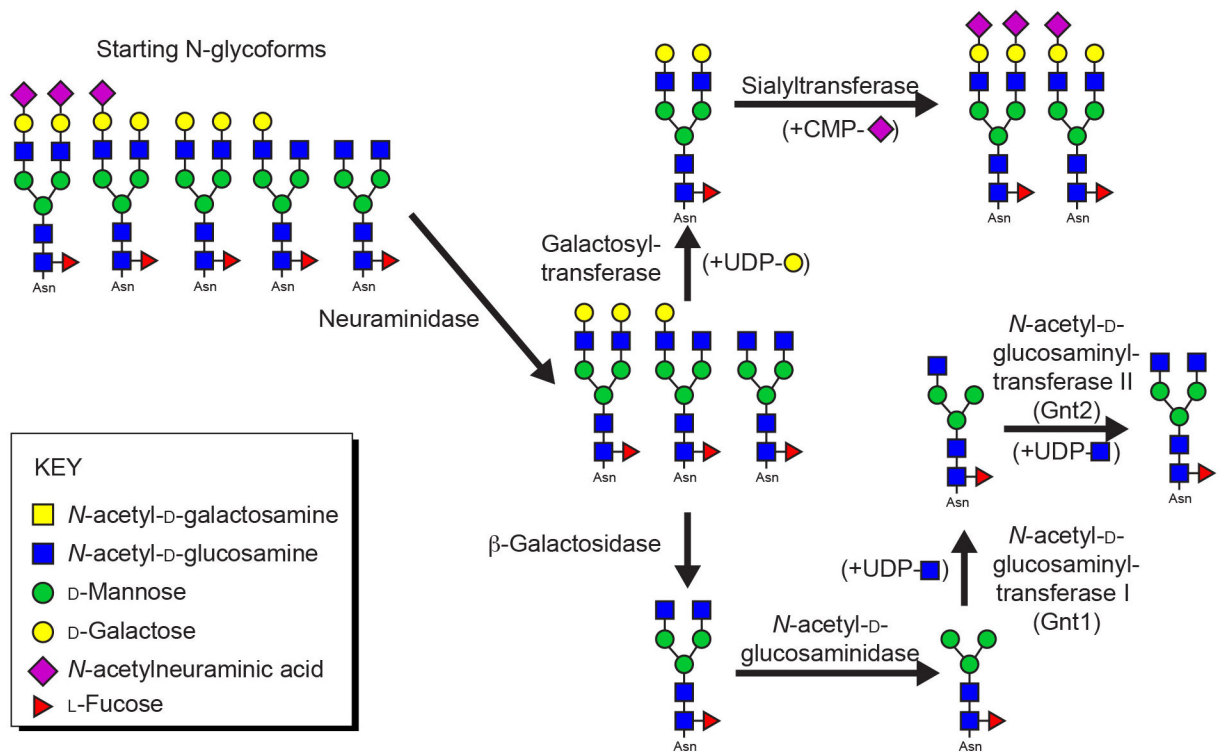 Starting N-glycoforms
Asn
Asn
Asn
Asn
Asn
Neuraminidase
Asn
Sialyltransferase
(+CMP-)
Asn
Asn
Galactosyl-
transferase
(+UDP-)
Asn
Asn
Asn
β-Galactosidase
Asn
N-acetyl-D-
glucosaminidase
Asn
(+UDP-)
N-acetyl-D-
glucosaminyl-
transferase I
(Gnt1)
Asn
N-acetyl-D-
glucosaminyl-
transferase II
(Gnt2)
(+UDP-)
Asn
KEY
N-acetyl-D-galactosamine
N-acetyl-D-glucosamine
D-Mannose
D-Galactose
N-acetylneuraminic acid
L-Fucose